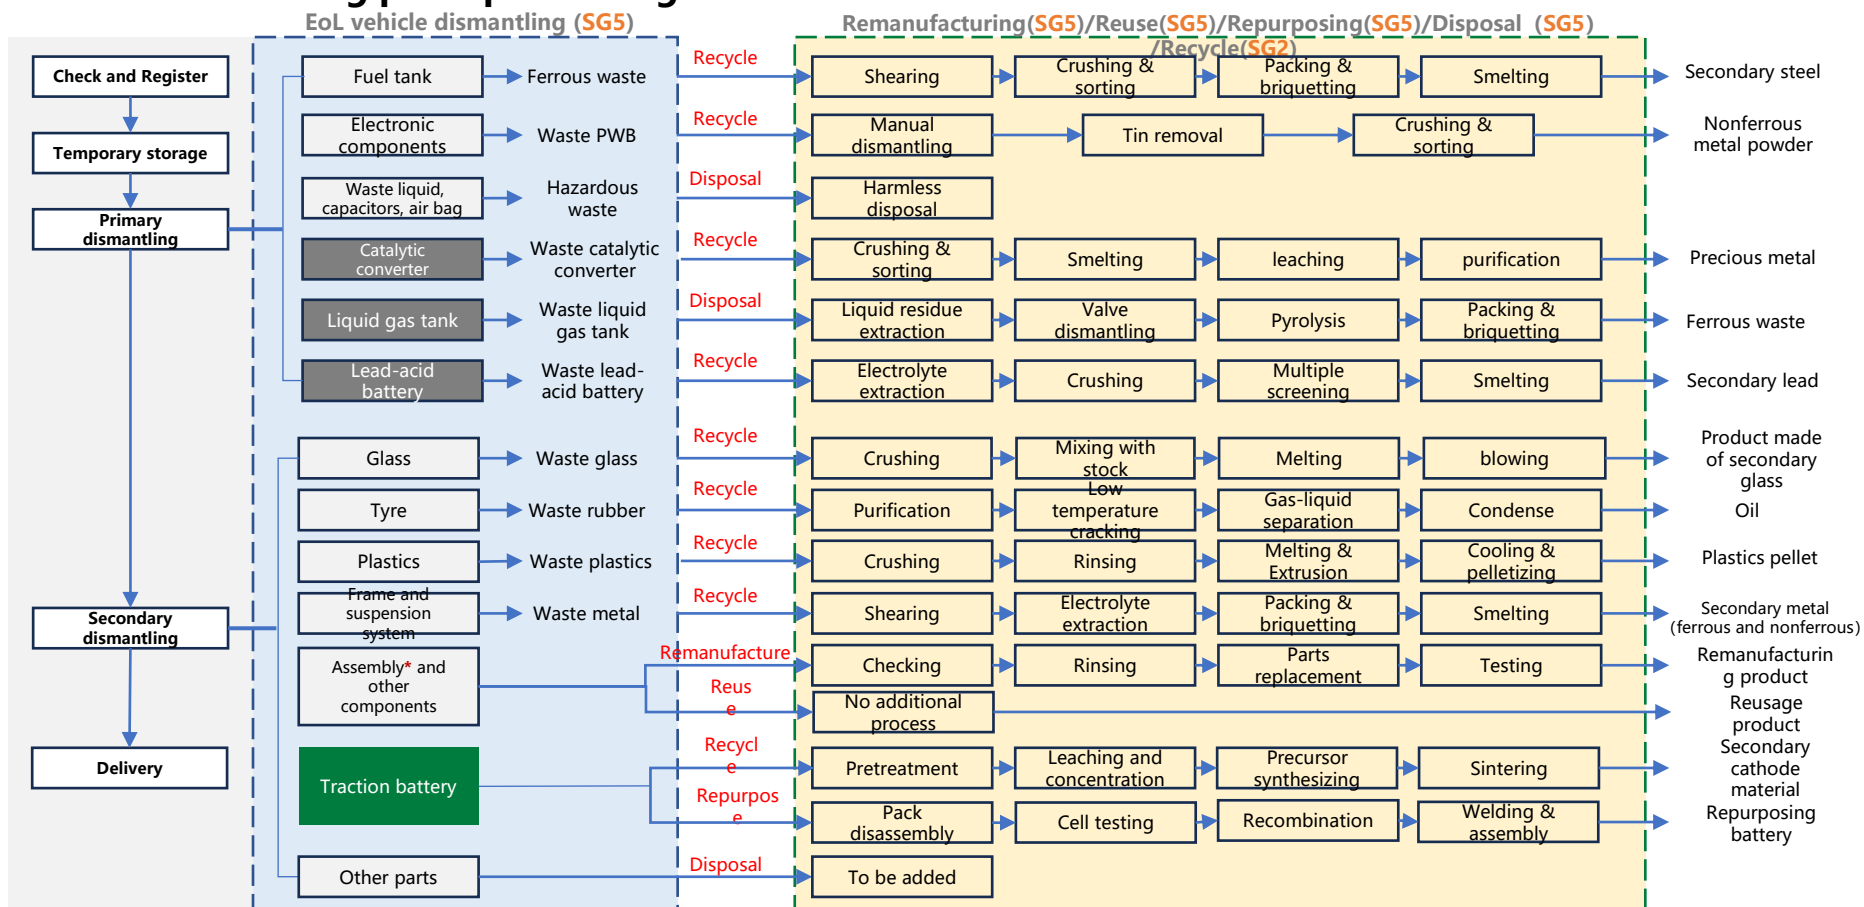 EoL vehicle dismantling (SG5)
Remanufacturing(SG5)/Reuse(SG5)/Repurposing(SG5)/Disposal (SG5)
/Recycle(SG2)
Check and Register
Temporary storage
Primary
dismantling
Secondary
dismantling
Delivery
Fuel tank
Ferrous waste
Recycle
Shearing
Crushing &
sorting
Packing &
briquetting
Smelting
Secondary steel
Electronic
components
Waste PWB
Recycle
Manual
dismantling
Tin removal
Crushing &
sorting
Nonferrous
metal powder
Waste liquid,
capacitors, air bag
Hazardous
waste
Disposal
Harmless
disposal
Catalytic
converter
Waste catalytic
converter
Recycle
Crushing &
sorting
Smelting
leaching
purification
Precious metal
Liquid gas tank
Waste liquid
gas tank
Disposal
Liquid residue
extraction
Valve
dismantling
Pyrolysis
Packing &
briquetting
Ferrous waste
Lead-acid
battery
Waste lead-
acid battery
Recycle
Electrolyte
extraction
Crushing
Multiple
screening
Smelting
Secondary lead
Glass
Waste glass
Recycle
Crushing
Mixing with
stock
Melting
blowing
Product made
of secondary
glass
Tyre
Waste rubber
Recycle
Purification
Low
temperature
cracking
Gas-liquid
separation
Condense
Oil
Plastics
Waste plastics
Recycle
Crushing
Rinsing
Melting &
Extrusion
Cooling &
pelletizing
Plastics pellet
Frame and
suspension
system
Waste metal
Recycle
Shearing
Electrolyte
extraction
Packing &
briquetting
Smelting
Secondary metal
(ferrous and nonferrous)
Assembly* and
other
components
Remanufacture
Checking
Rinsing
Parts
replacement
Testing
Remanufacturin
g product
Reus
e
No additional
process
Reusage
product
Traction battery
Recycl
e
Pretreatment
Leaching and
concentration
Precursor
synthesizing
Sintering
Secondary
cathode
material
Repurpos
e
Pack
disassembly
Cell testing
Recombination
Welding &
assembly
Repurposing
battery
Other parts
Disposal
To be added